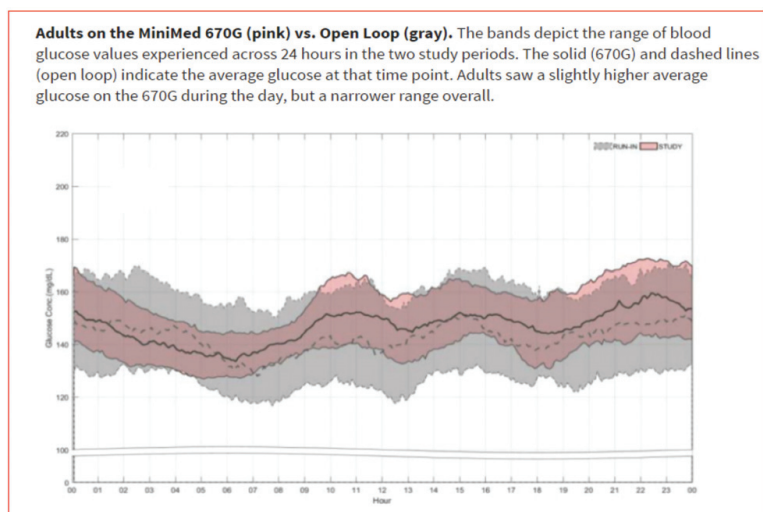 Adults on the MiniMed 670G (pink) vs. Open Loop (gray). The bands depict the range of blood
glucose values experienced across 24 hours in the two study periods. The solid (670G) and dashed lines
(open loop) indicate the average glucose at that time point. Adults saw a slightly higher average
glucose on the 670G during the day, but a narrower range overall.
220
RUN-IN STUDY
200
180
Glucose Conc.(mg/dL)
160
140
120
100
0
00 01 02 03 04 05 06 07 08 09 10 11 12 13 14 15 16 17 18 19 20 21 22 23 00
Hour